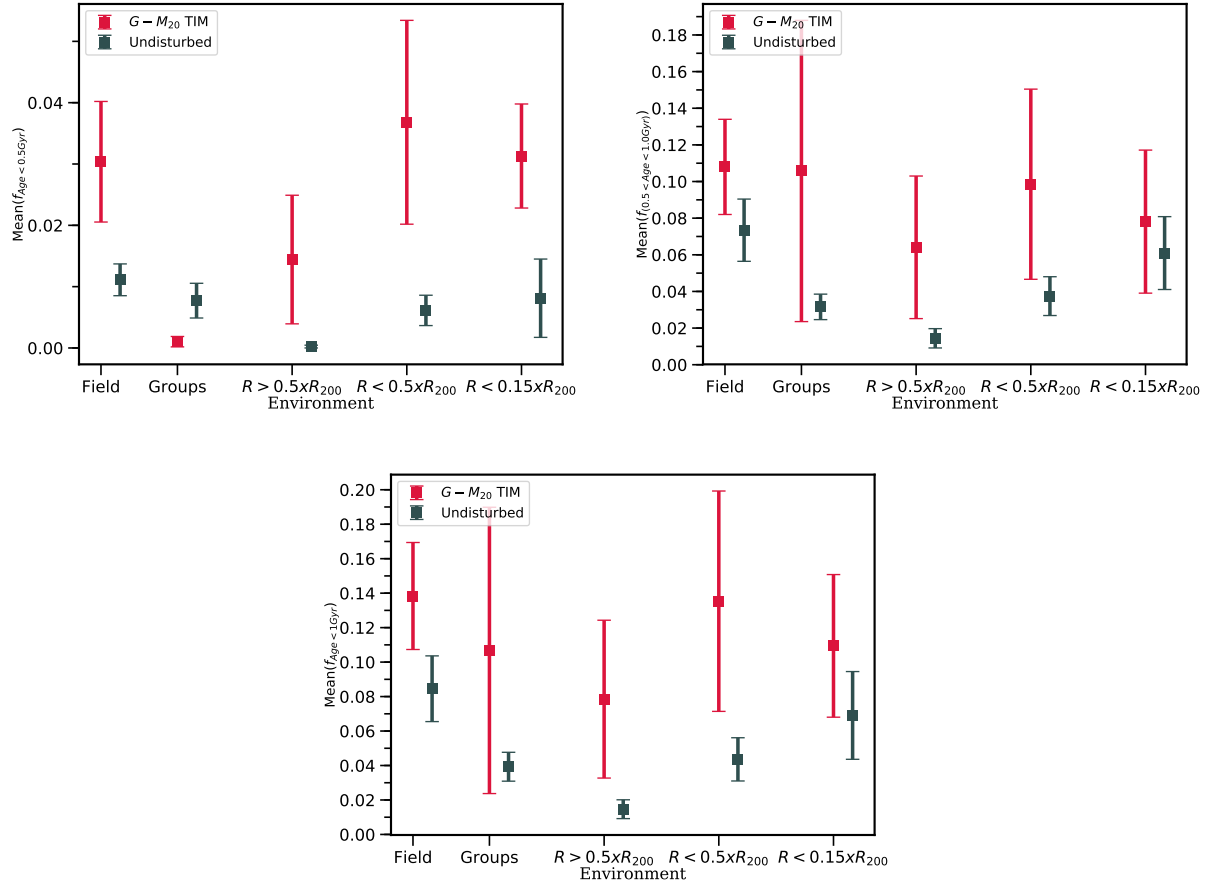 G − M₂₀ TIM
Undisturbed
Mean(f_{Age<0.5Gyr})
0.04
0.02
0.00
Field Groups R > 0.5xR₂₀₀ R < 0.5xR₂₀₀ R < 0.15xR₂₀₀
Environment
G − M₂₀ TIM
Undisturbed
Mean(f_{(0.5<Age<1.0Gyr)})
0.18
0.16
0.14
0.12
0.10
0.08
0.06
0.04
0.02
0.00
Field Groups R > 0.5xR₂₀₀ R < 0.5xR₂₀₀ R < 0.15xR₂₀₀
Environment
G − M₂₀ TIM
Undisturbed
Mean(f_{Age<1Gyr})
0.20
0.18
0.16
0.14
0.12
0.10
0.08
0.06
0.04
0.02
0.00
Field Groups R > 0.5xR₂₀₀ R < 0.5xR₂₀₀ R < 0.15xR₂₀₀
Environment